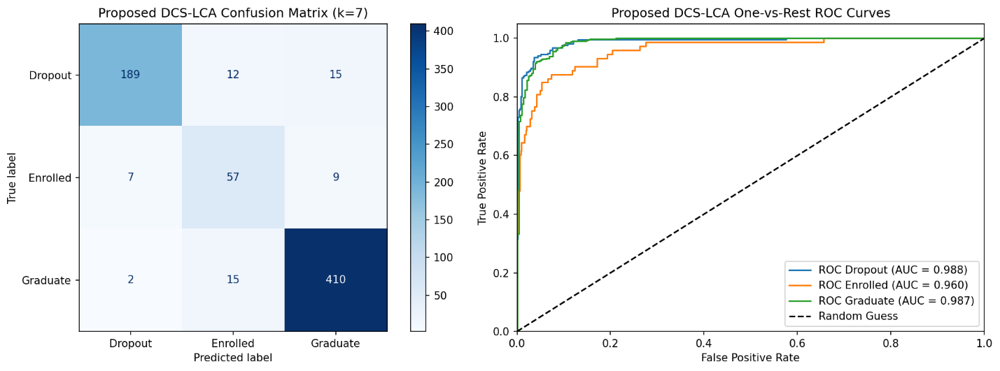 Proposed DCS-LCA Confusion Matrix (k=7)
True label
Dropout
189
12
15
Enrolled
7
57
9
Graduate
2
15
410
Dropout
Enrolled
Graduate
Predicted label
400
350
300
250
200
150
100
50
Proposed DCS-LCA One-vs-Rest ROC Curves
True Positive Rate
1.0
0.8
0.6
0.4
0.2
0.0
ROC Dropout (AUC = 0.988)
ROC Enrolled (AUC = 0.960)
ROC Graduate (AUC = 0.987)
Random Guess
0.0
0.2
0.4
0.6
0.8
1.0
False Positive Rate